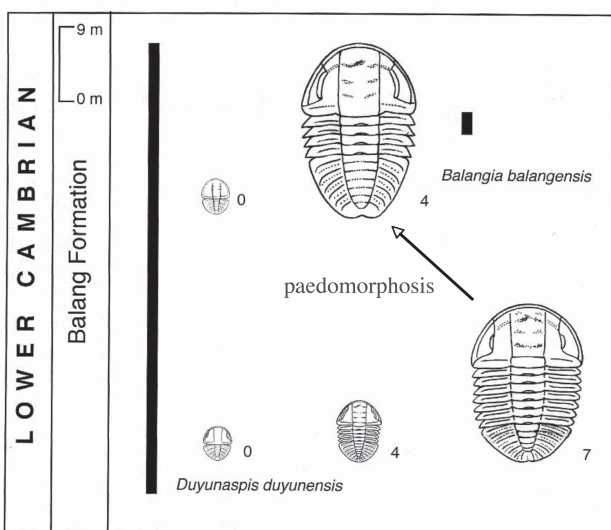 LOWER CAMBRIAN
Balang Formation
9 m
0 m
Balangia balangensis
0
4
paedomorphosis
0
4
7
Duyunaspis duyunensis